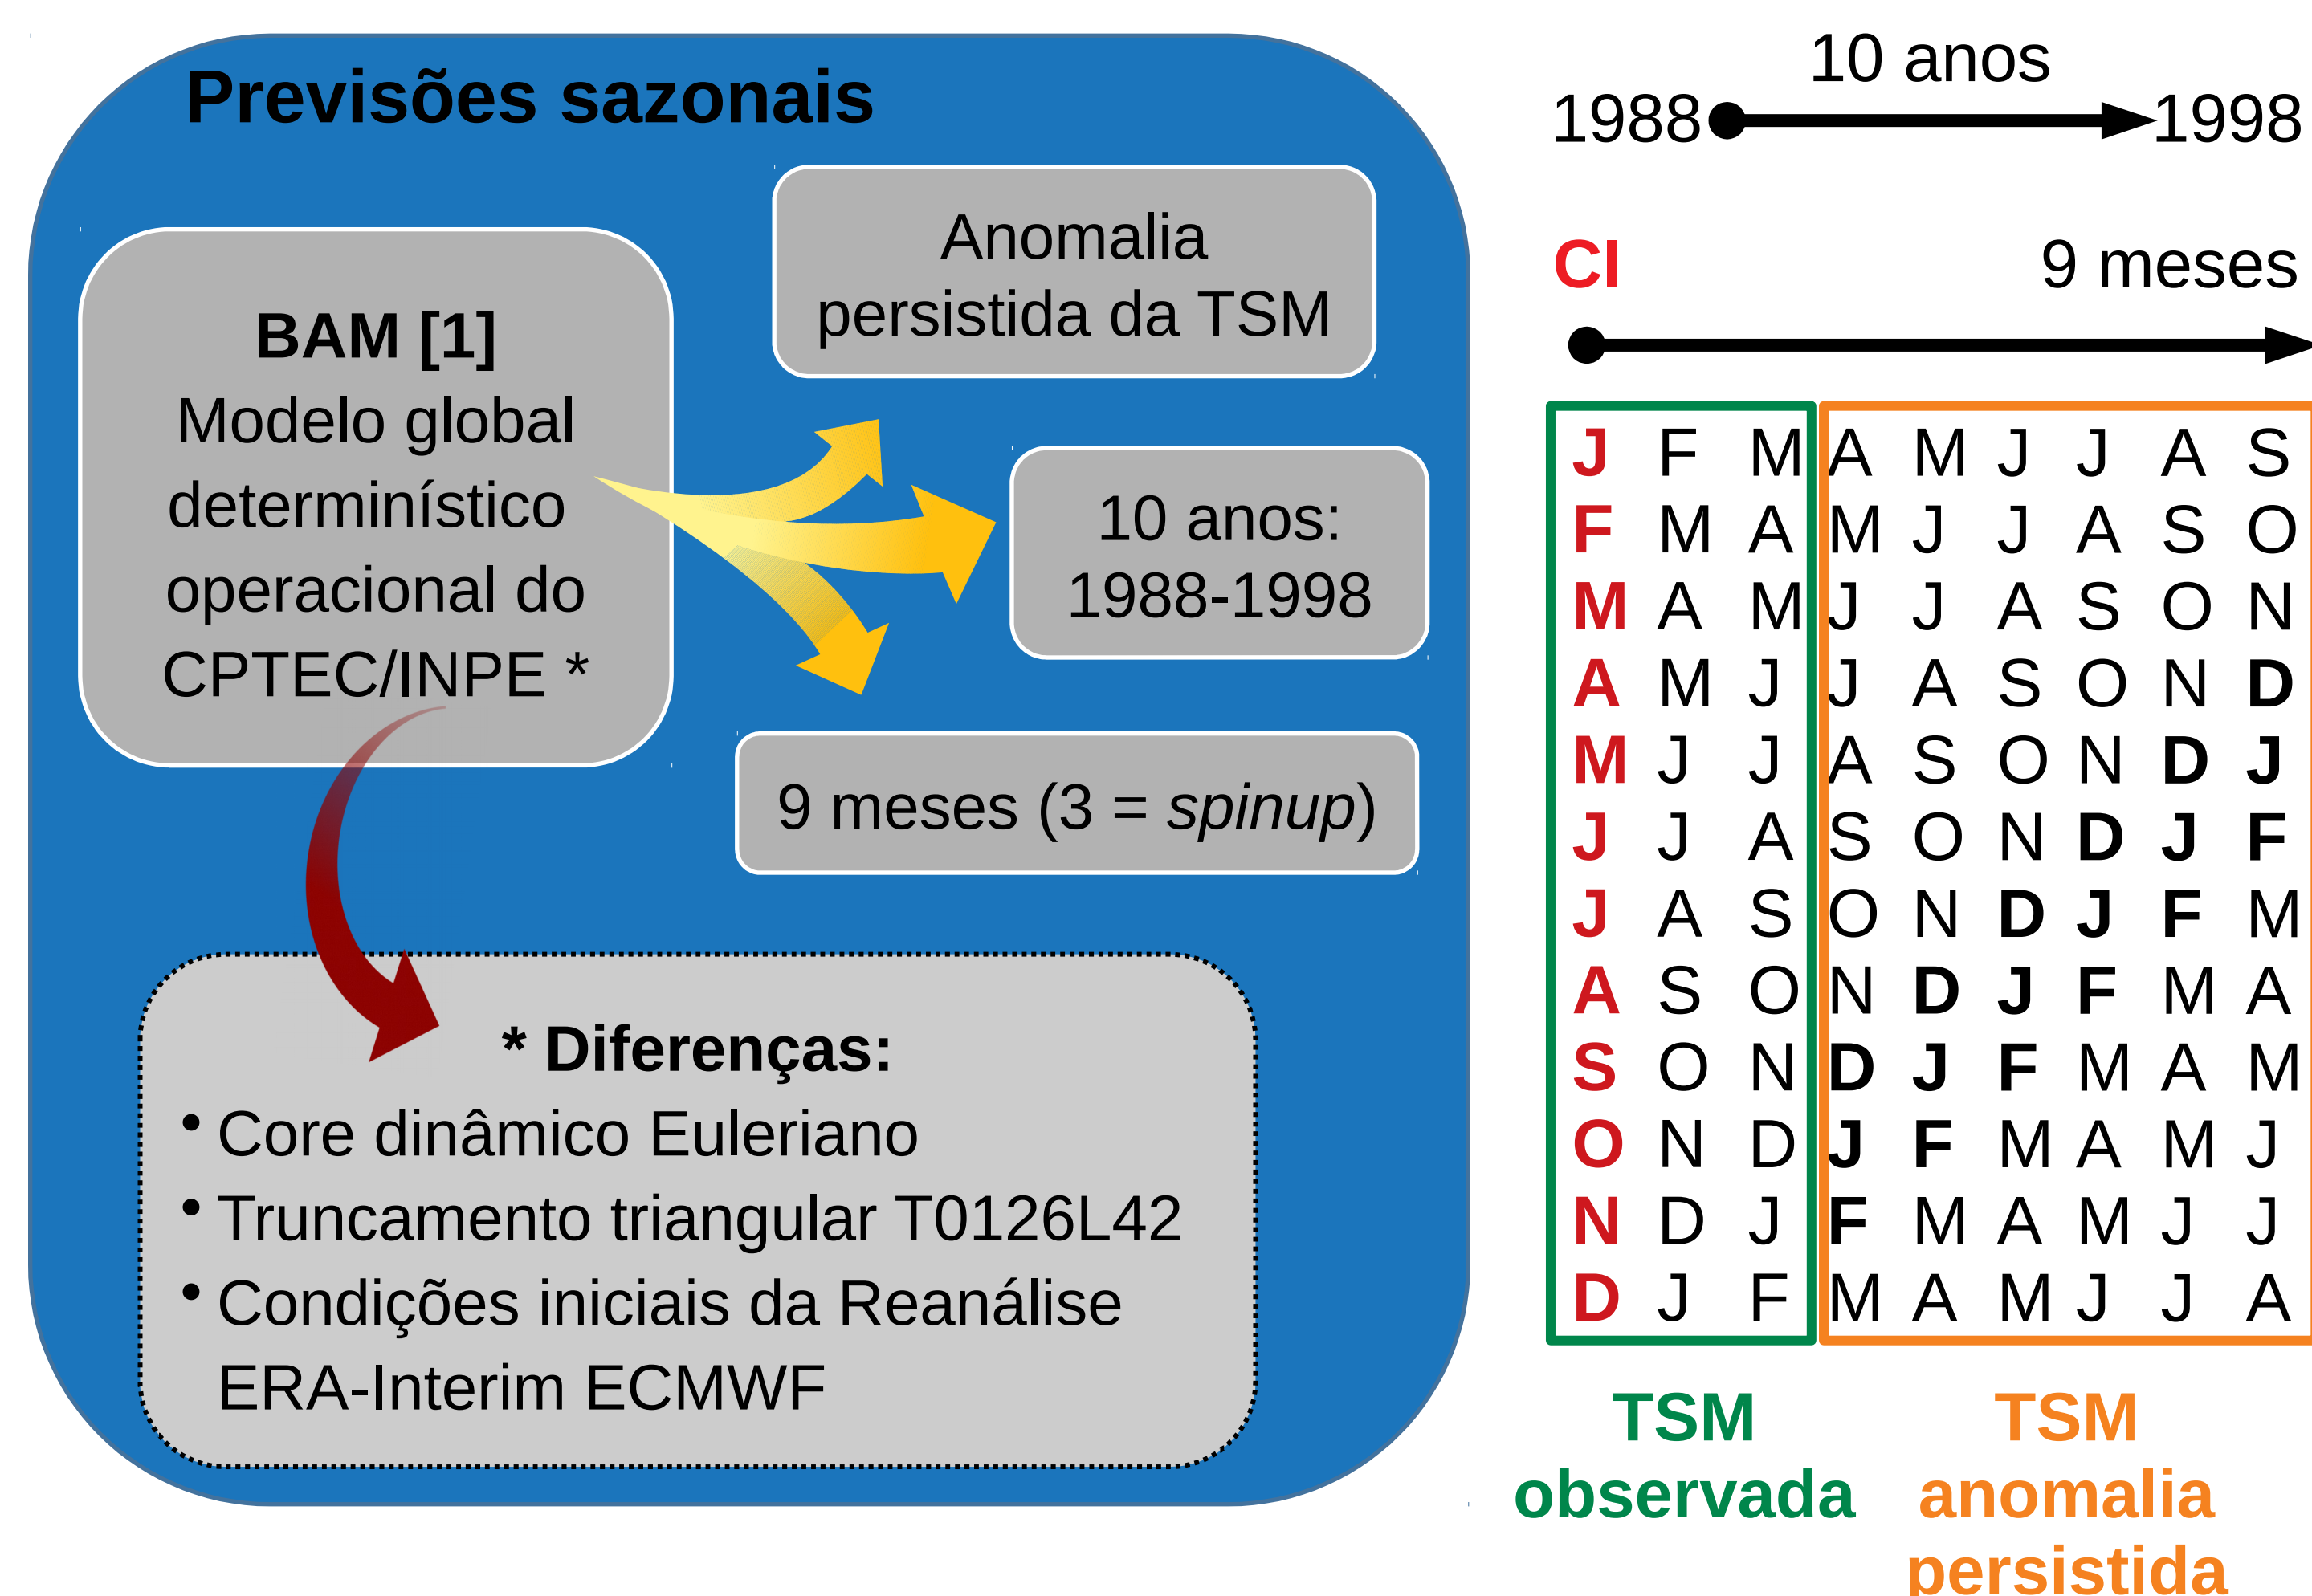 Previsões sazonais
BAM [1]
Modelo global
determinístico
operacional do
CPTEC/INPE *
Anomalia
persistida da TSM
10 anos:
1988-1998
9 meses (3 = spinup)
* Diferenças:
• Core dinâmico Euleriano
• Truncamento triangular T0126L42
• Condições iniciais da Reanálise
ERA-Interim ECMWF
10 anos
1988 1998
CI 9 meses
J F M A M J J A S
F M A M J J A S O
M A M J J A S O N
A M J J A S O N D
M J J A S O N D J
J J A S O N D J F
J A S O N D J F M
A S O N D J F M A
S O N D J F M A M
O N D J F M A M J
N D J F M A M J J
D J F M A M J J A
TSM
observada
TSM
anomalia
persistida